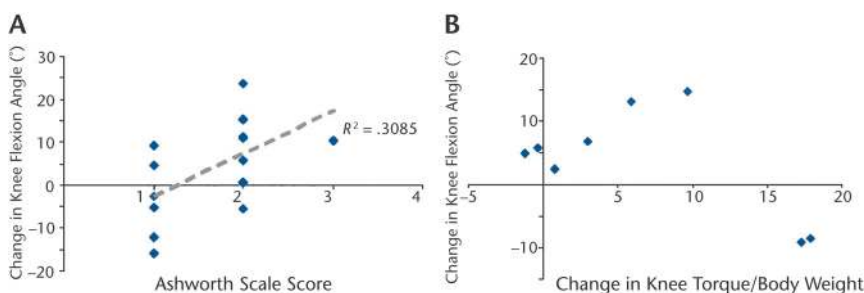 A
Change in Knee Flexion Angle (°)
30
20
10
0
−10
−20
1
2
3
4
R² = .3085
Ashworth Scale Score
B
Change in Knee Flexion Angle (°)
20
10
−10
−5
0
5
10
15
20
Change in Knee Torque/Body Weight